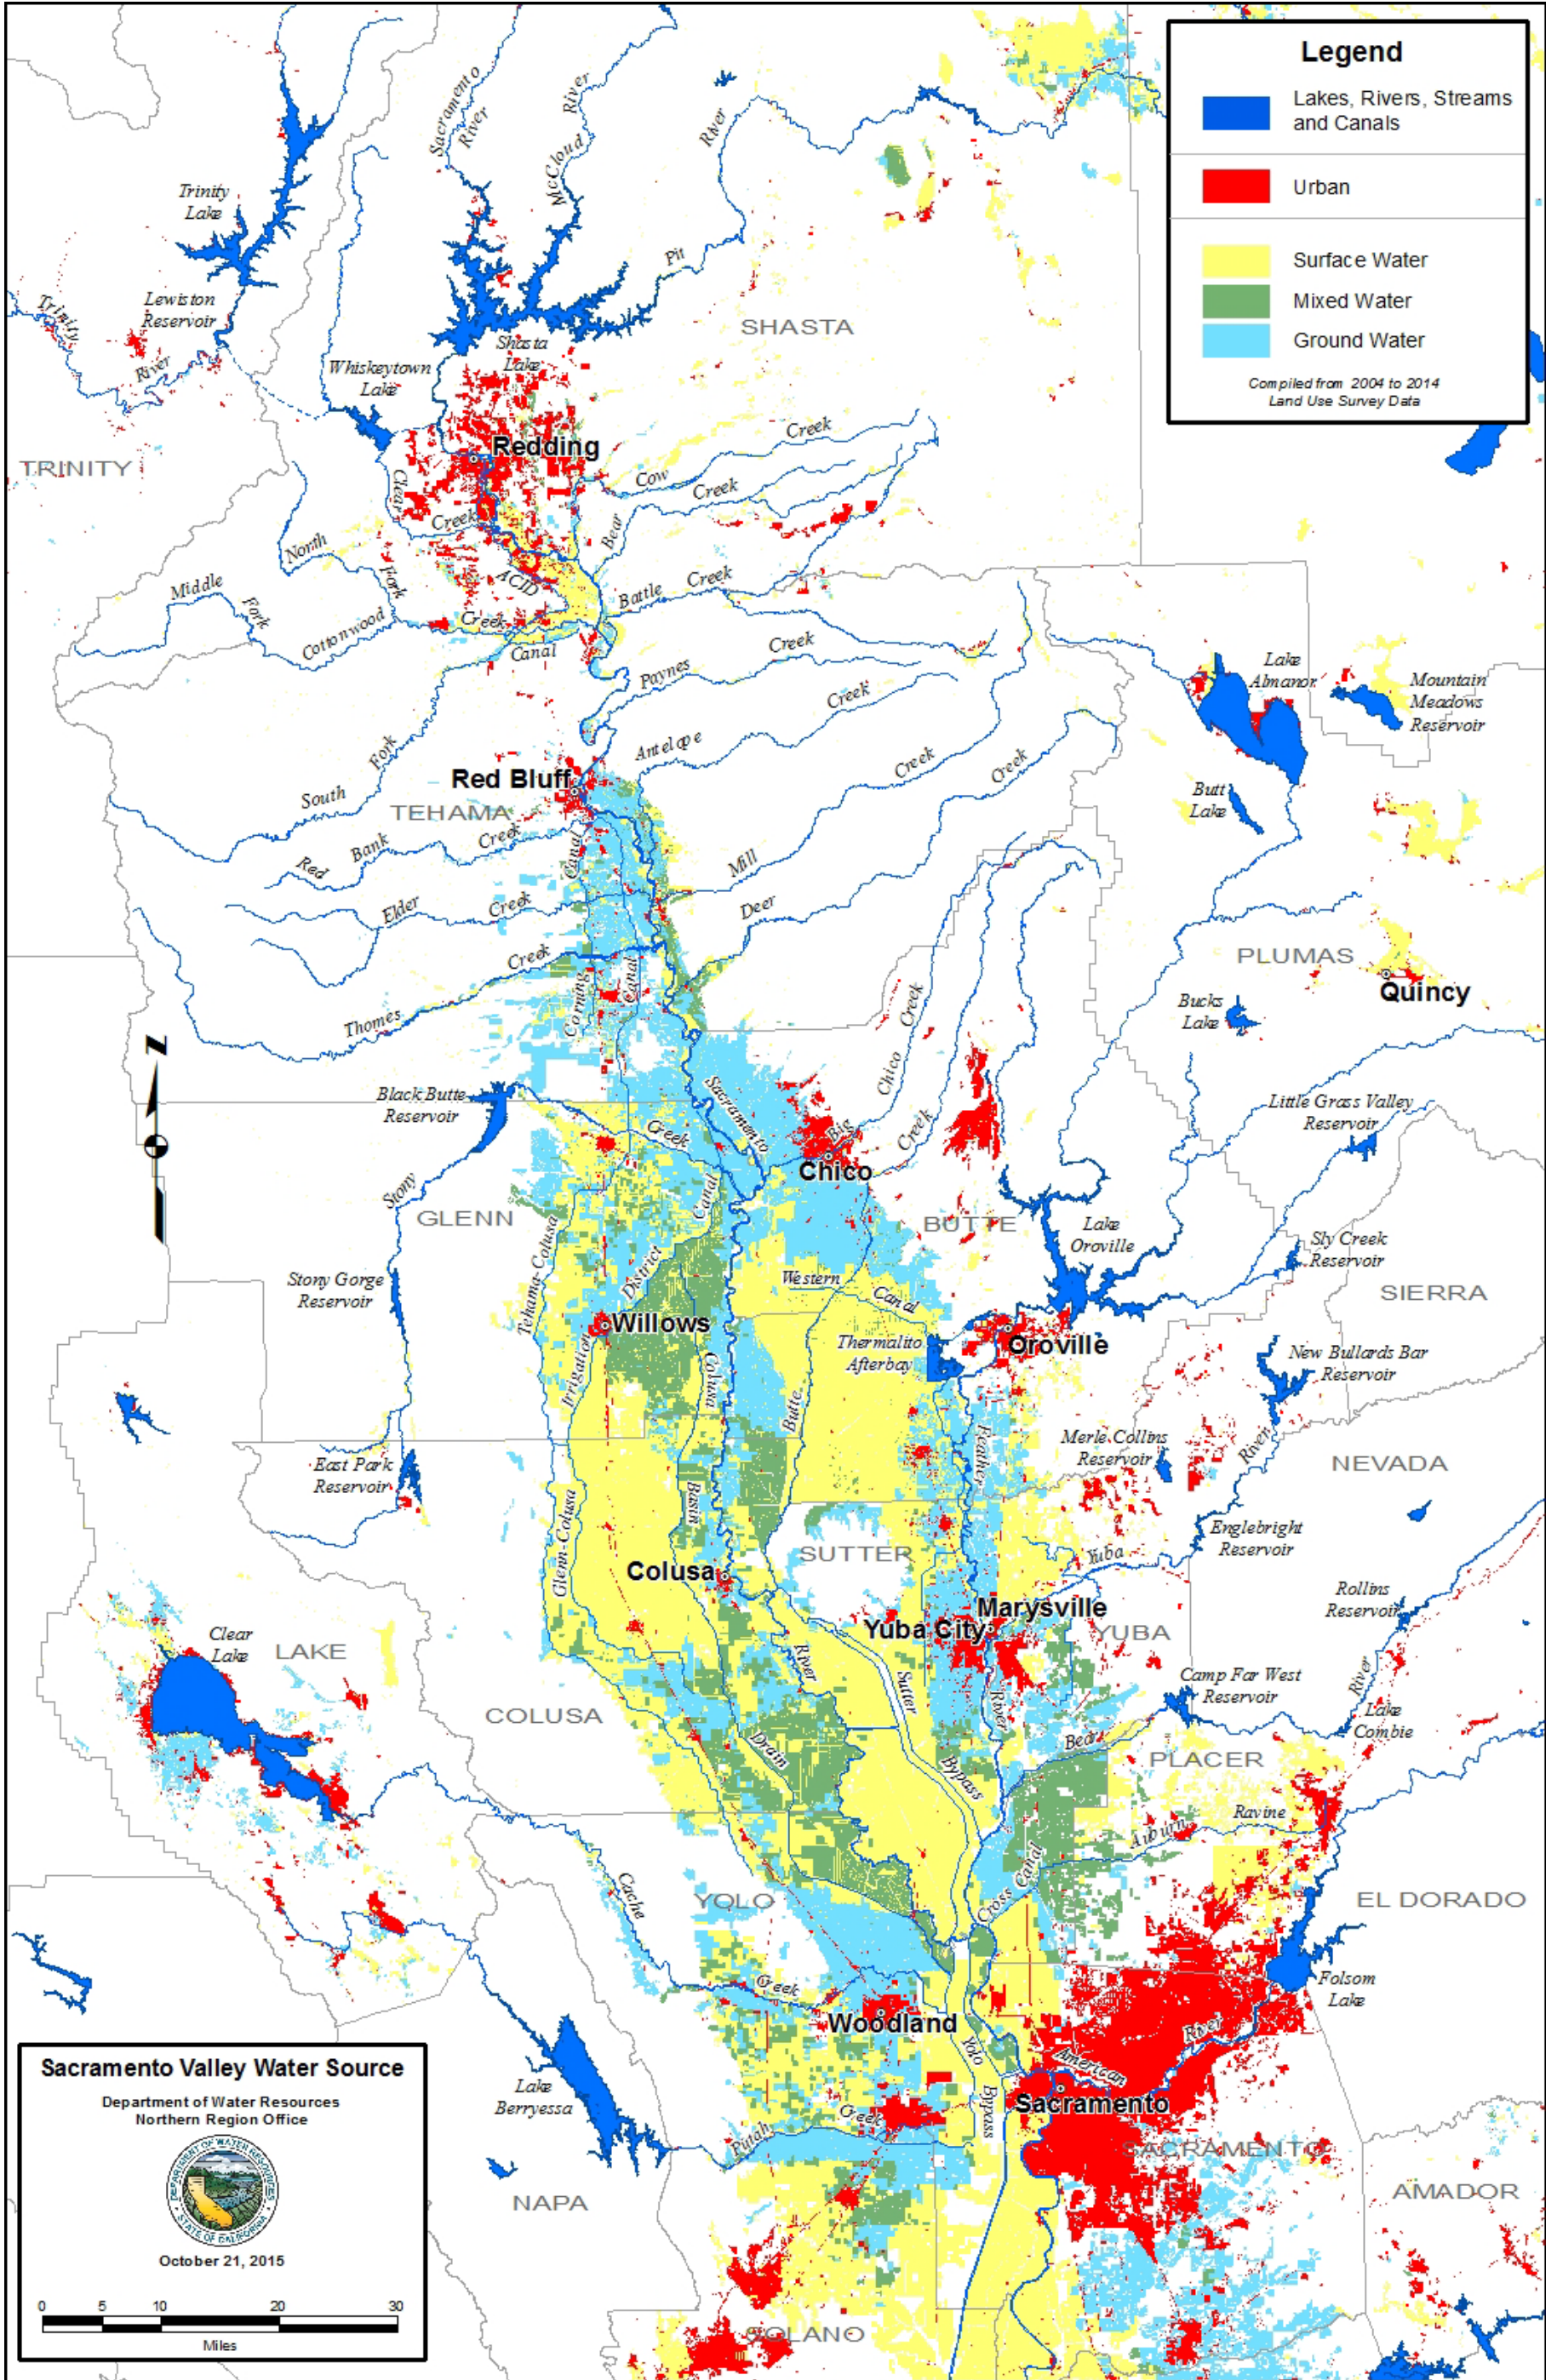 Legend
Lakes, Rivers, Streams
and Canals
Urban
Surface Water
Mixed Water
Ground Water
Compiled from 2004 to 2014
Land Use Survey Data
Sacramento
River
McCloud
River
River
Pit
Trinity
Lake
Lewiston
Reservoir
Trinity
River
Whiskeytown
Lake
Shasta
Lake
SHASTA
TRINITY
Redding
Clear
Creek
Cow
Creek
Bear
Creek
North
Fork
Middle
Fork
Cottonwood
Creek
ACID
Canal
Battle
Creek
Paynes
Creek
Antelope
Creek
Lake
Almanor
Mountain
Meadows
Reservoir
Butt
Lake
Red Bluff
TEHAMA
South
Fork
Red
Bank
Creek
Canal
Mill
Creek
Deer
Creek
Elder
Creek
Thomes
Creek
Corning
Canal
PLUMAS
Quincy
Bucks
Lake
Little Grass Valley
Reservoir
Z
Black Butte
Reservoir
Stony
Creek
Sacramento
Big
Chico
Creek
Creek
Chico
GLENN
BUTTE
Canal
Lake
Oroville
Sly Creek
Reservoir
SIERRA
Stony Gorge
Reservoir
Tehama-Colusa
District
Western
Canal
Willows
Thermalito
Afterbay
Oroville
New Bullards Bar
Reservoir
Irrigation
Colusa
Butte
Feather
Merle Collins
Reservoir
River
NEVADA
East Park
Reservoir
Glenn-Colusa
Basin
SUTTER
Englebright
Reservoir
Yuba
Colusa
Marysville
Yuba City
YUBA
Rollins
Reservoir
Clear
Lake
LAKE
River
Sutter
River
Camp Far West
Reservoir
River
Lake
Combie
COLUSA
Drain
Bypass
Bear
PLACER
Auburn
Ravine
Cache
YOLO
Cross Canal
EL DORADO
Creek
Folsom
Lake
Woodland
Yolo
Bypass
American
River
Sacramento
SACRAMENTO
Lake
Berryessa
Putah
Creek
NAPA
AMADOR
SOLANO
Sacramento Valley Water Source
Department of Water Resources
Northern Region Office
DEPARTMENT OF WATER RESOURCES
STATE OF CALIFORNIA
October 21, 2015
0 5 10 20 30
Miles